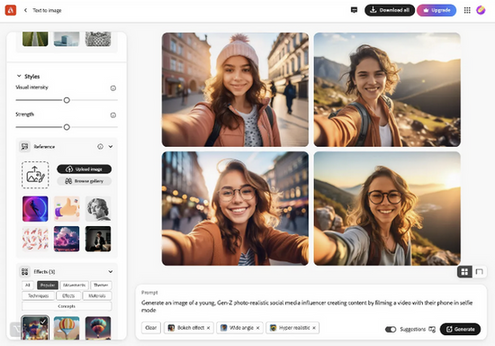 Text to image
Download all
Upgrade
Styles
Visual intensity
Strength
Reference
Upload image
Browse gallery
Effects (3)
All
Popular
Movements
Themes
Techniques
Effects
Materials
Concepts
Prompt
Generate an image of a young, Gen-Z photo-realistic social media influencer creating content by filming a video with their phone in selfie
mode
Clear
Bokeh effect ×
Wide angle ×
Hyper realistic ×
Suggestions
Generate